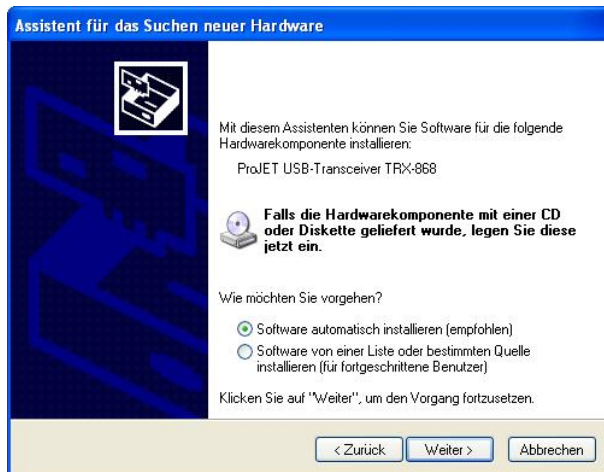 Assistent für das Suchen neuer Hardware
Mit diesem Assistenten können Sie Software für die folgende
Hardwarekomponente installieren:
ProJET USB-Transceiver TRX-868
Falls die Hardwarekomponente mit einer CD
oder Diskette geliefert wurde, legen Sie diese
jetzt ein.
Wie möchten Sie vorgehen?
Software automatisch installieren (empfohlen)
Software von einer Liste oder bestimmten Quelle
installieren (für fortgeschrittene Benutzer)
Klicken Sie auf "Weiter", um den Vorgang fortzusetzen.
< Zurück Weiter > Abbrechen